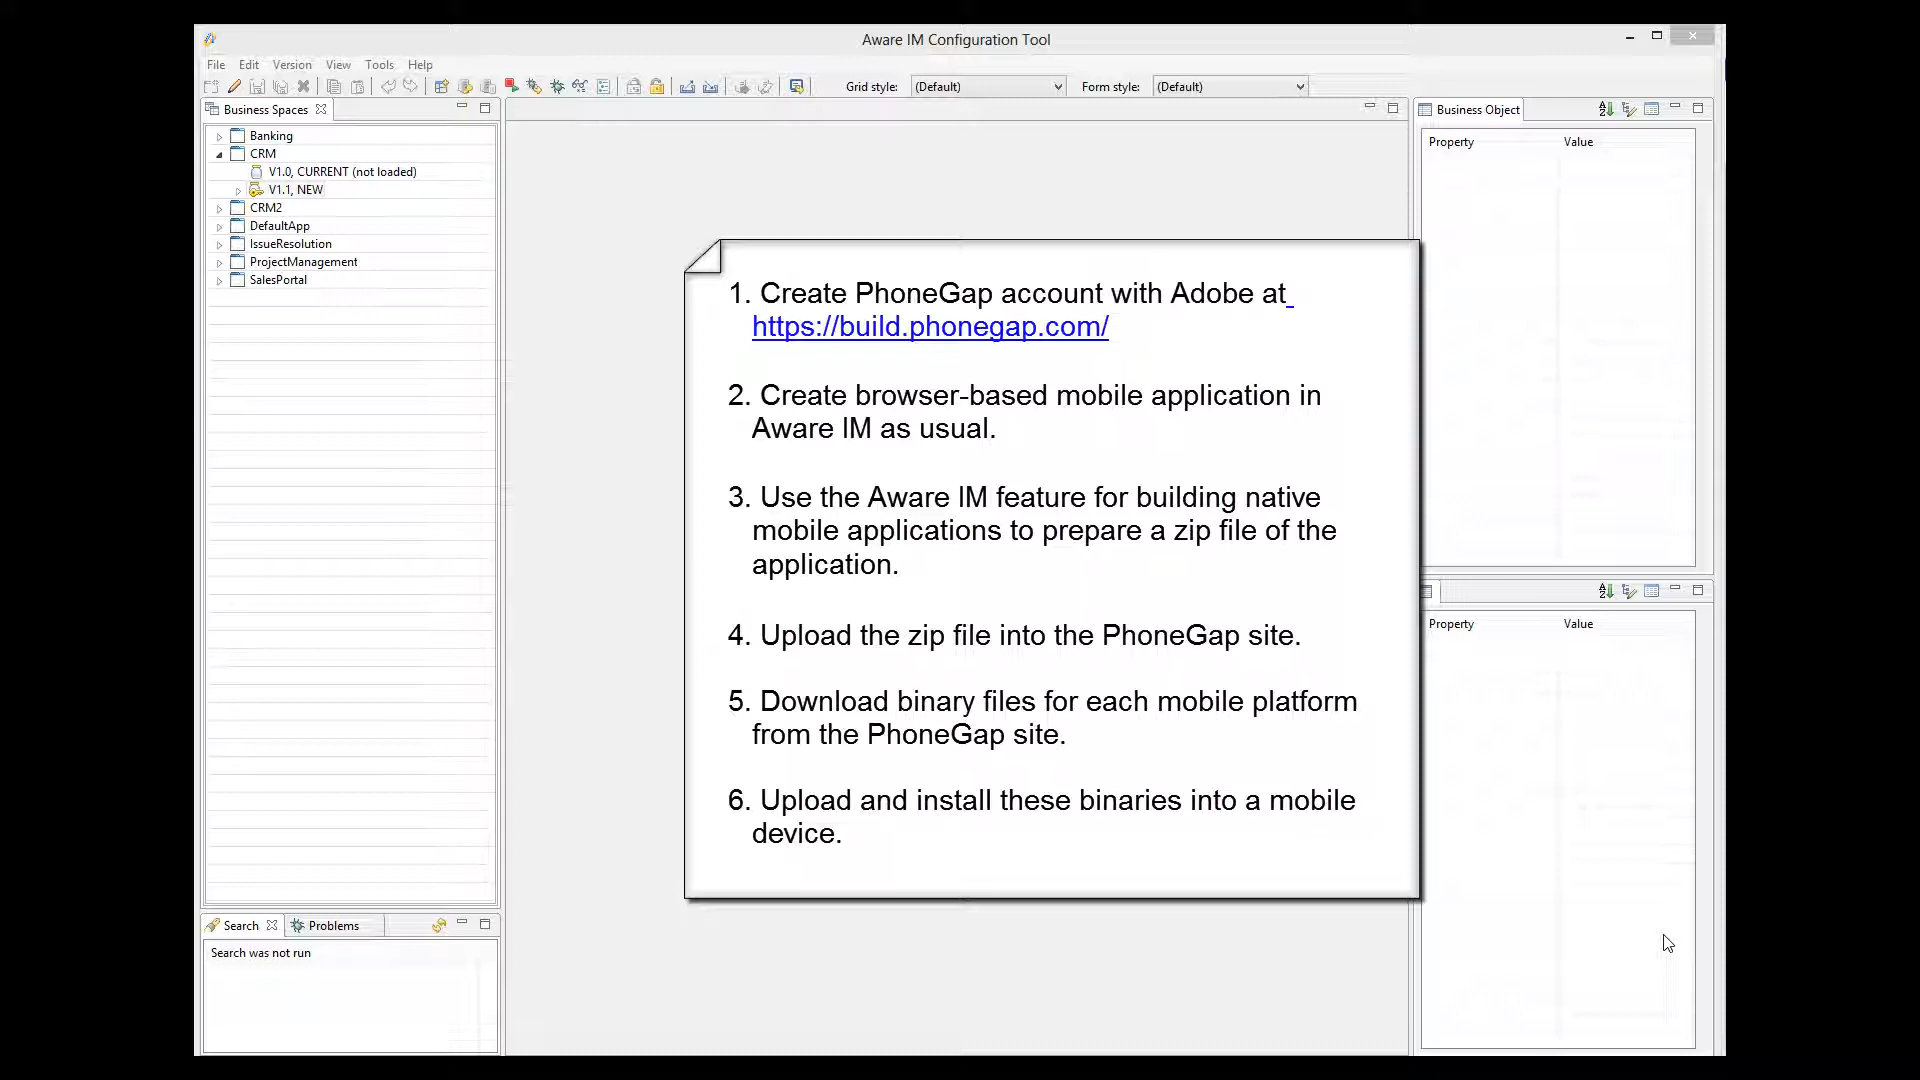 Aware IM Configuration Tool
File Edit Version View Tools Help
Grid style: (Default) Form style: (Default)
Business Spaces
Banking
CRM
V1.0, CURRENT (not loaded)
V1.1, NEW
CRM2
DefaultApp
IssueResolution
ProjectManagement
SalesPortal
1. Create PhoneGap account with Adobe at
https://build.phonegap.com/
2. Create browser-based mobile application in
Aware IM as usual.
3. Use the Aware IM feature for building native
mobile applications to prepare a zip file of the
application.
4. Upload the zip file into the PhoneGap site.
5. Download binary files for each mobile platform
from the PhoneGap site.
6. Upload and install these binaries into a mobile
device.
Business Object
Property Value
Property Value
Search Problems
Search was not run